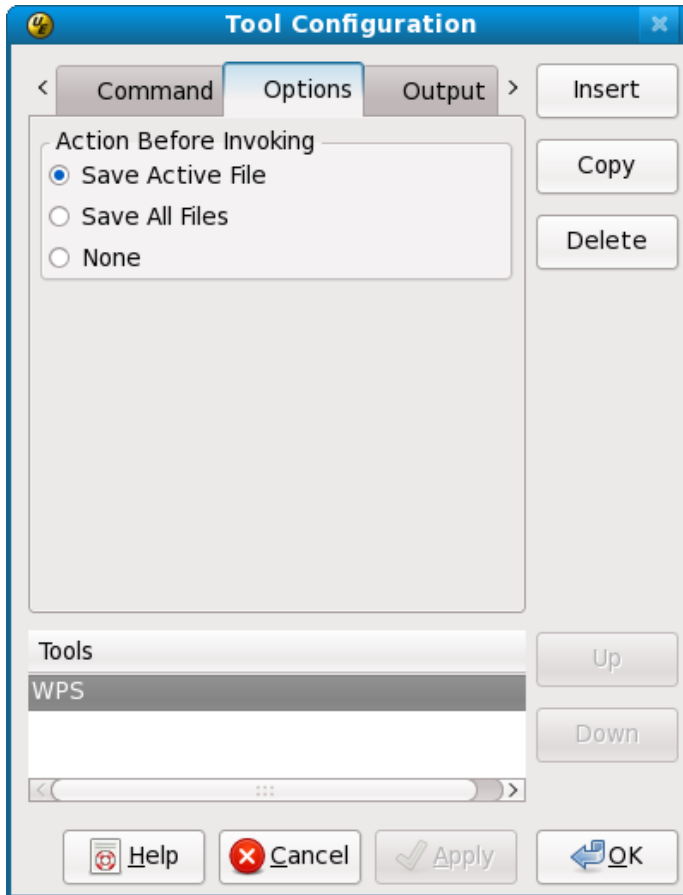 Tool Configuration
Command Options Output
Insert
Action Before Invoking
Save Active File
Copy
Save All Files
Delete
None
Tools
Up
WPS
Down
Help Cancel Apply OK